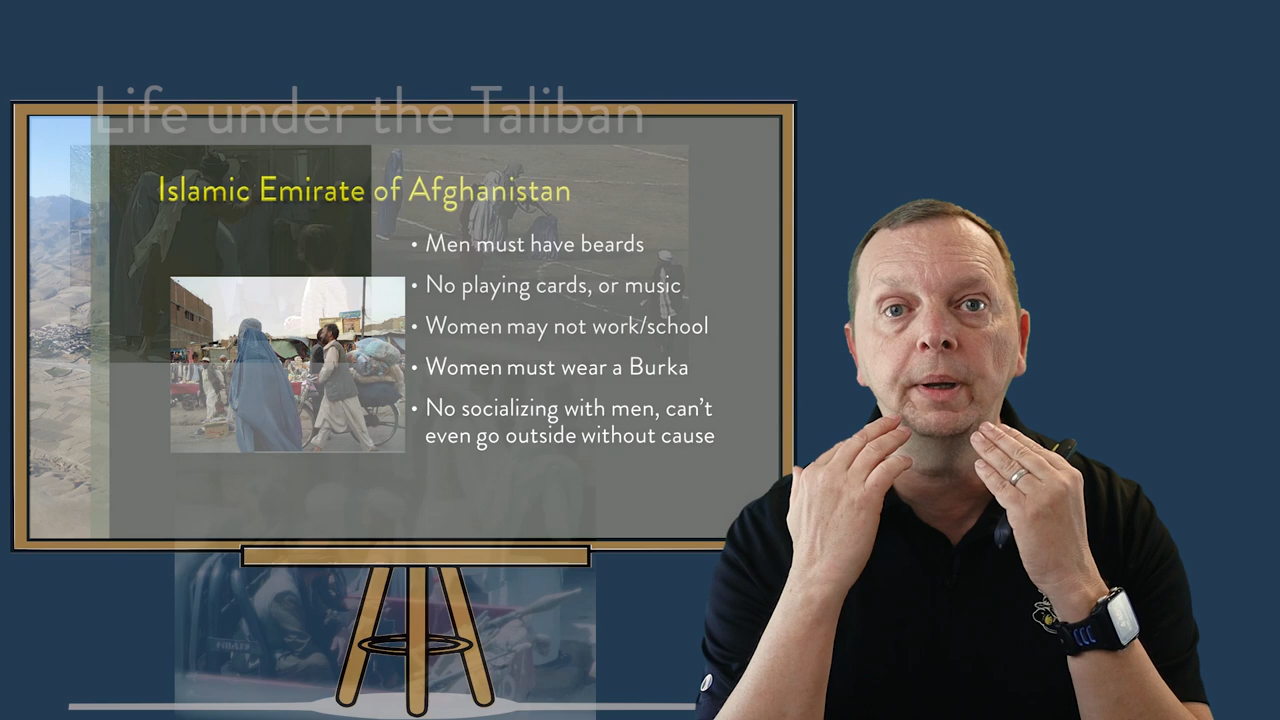 Life under the Taliban
Islamic Emirate of Afghanistan
• Men must have beards
• No playing cards, or music
• Women may not work/school
• Women must wear a Burka
• No socializing with men, can't
even go outside without cause